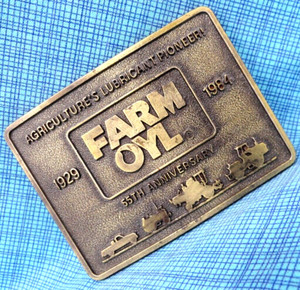 AGRICULTURE'S LUBRICANT PIONEER!
1929
FARM
OYL
1984
55TH ANNIVERSARY